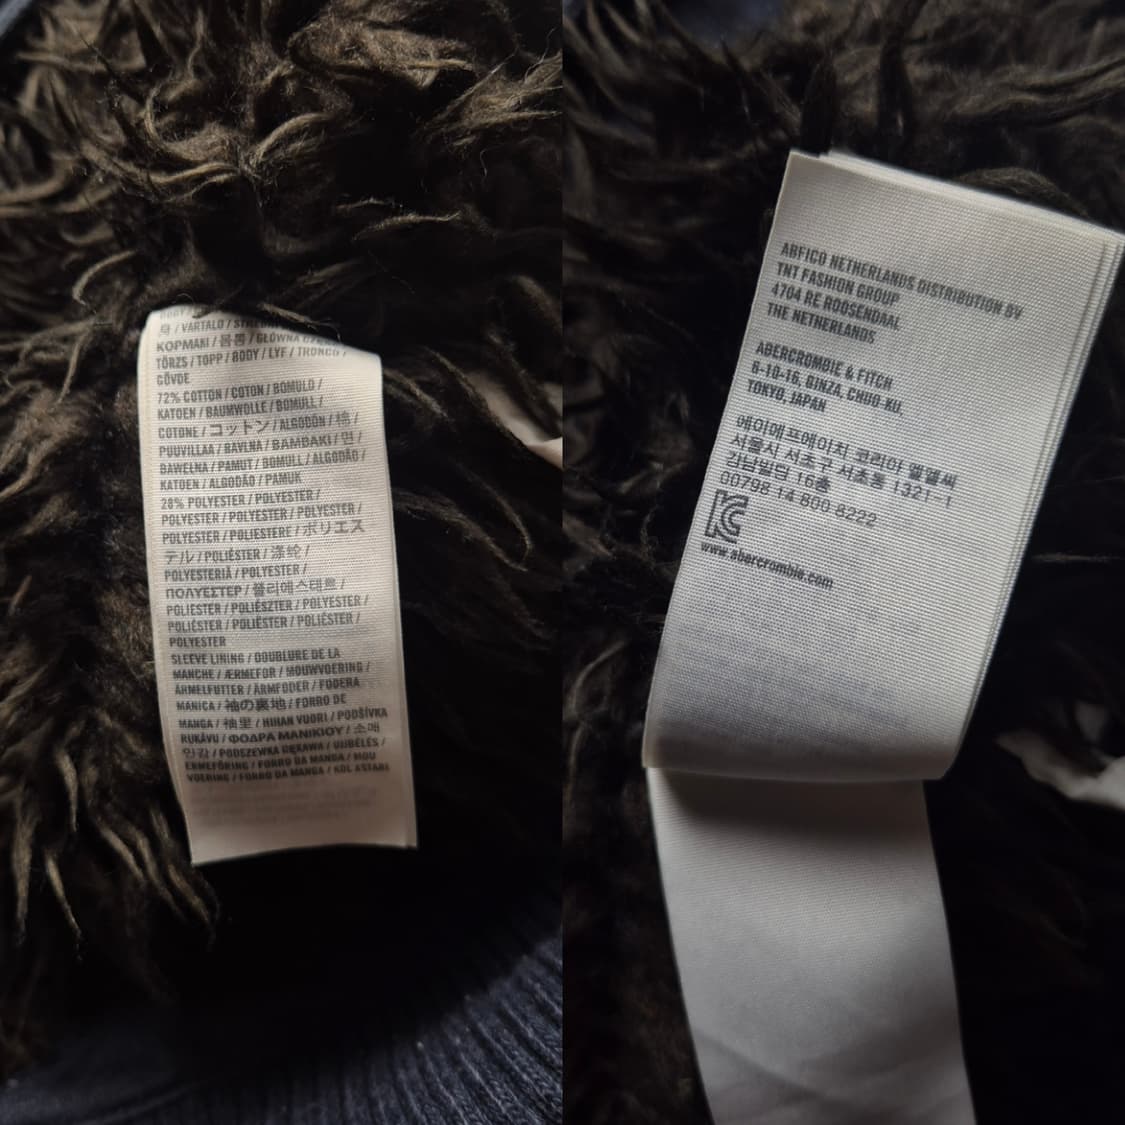 身 / VARTALO /
ΚΟΡΜΑΚΙ / 몸통 / GŁÓWNA
TÖRZS / TOPP / BODY / LYF / TRONCO /
GÖVDE
72% COTTON / COTON / BOMULD /
KATOEN / BAUMWOLLE / BOMULL /
COTONE / コットン / ALGODÓN / 棉 /
PUUVILLAA / BAVLNA / BAMBAKI / 면 /
BAWEŁNA / PAMUT / BOMULL / ALGODÃO /
KATOEN / ALGODÃO / PAMUK
28% POLYESTER / POLYESTER /
POLYESTER / POLYESTER / POLYESTER /
POLYESTER / POLIESTERE / ポリエス
テル / POLIÉSTER / 涤纶 /
POLYESTERIÄ / POLYESTER /
ΠΟΛΥΕΣΤΕΡ / 폴리에스테르 /
POLIESTER / POLIÉSZTER / POLYESTER /
POLIÉSTER / POLYESTER / POLIÉSTER /
POLYESTER
SLEEVE LINING / DOUBLURE DE LA
MANCHE / ÆRMEFOR / MOUWVOERING /
ÄRMELFUTTER / ÄRMFODER / FODERA
MANICA / 袖の裏地 / FORRO DE
MANGA / 袖里 / HIHAN VUORI / PODŠÍVKA
RUKÁVU / ΦΟΔΡΑ ΜΑΝΙΚΙΟΥ / 소매
안감 / PODSZEWKA RĘKAWA / UJJBÉLÉS /
ERMEFÔRING / FORRO DA MANGA / MOU
VOERING / FORRO DA MANGA / KOL ASTARI
ABFICO NETHERLANDS DISTRIBUTION BV
TNT FASHION GROUP
4704 RE ROOSENDAAL
THE NETHERLANDS
ABERCROMBIE & FITCH
6-10-16, GINZA, CHUO-KU,
TOKYO, JAPAN
에이에프에이치 코리아 엘엘씨
서울시 서초구 서초동 1321-1
강남빌딩 16층
00798 14 800 8222
www.abercrombie.com